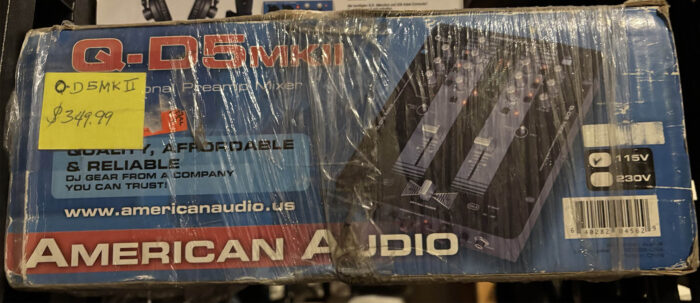 Q-D5MKII
Q-D5MKII
$349.99
onal Preamp Mixer
QUALITY, AFFORDABLE
& RELIABLE
DJ GEAR FROM A COMPANY
YOU CAN TRUST!
www.americanaudio.us
AMERICAN AUDIO
115V
230V